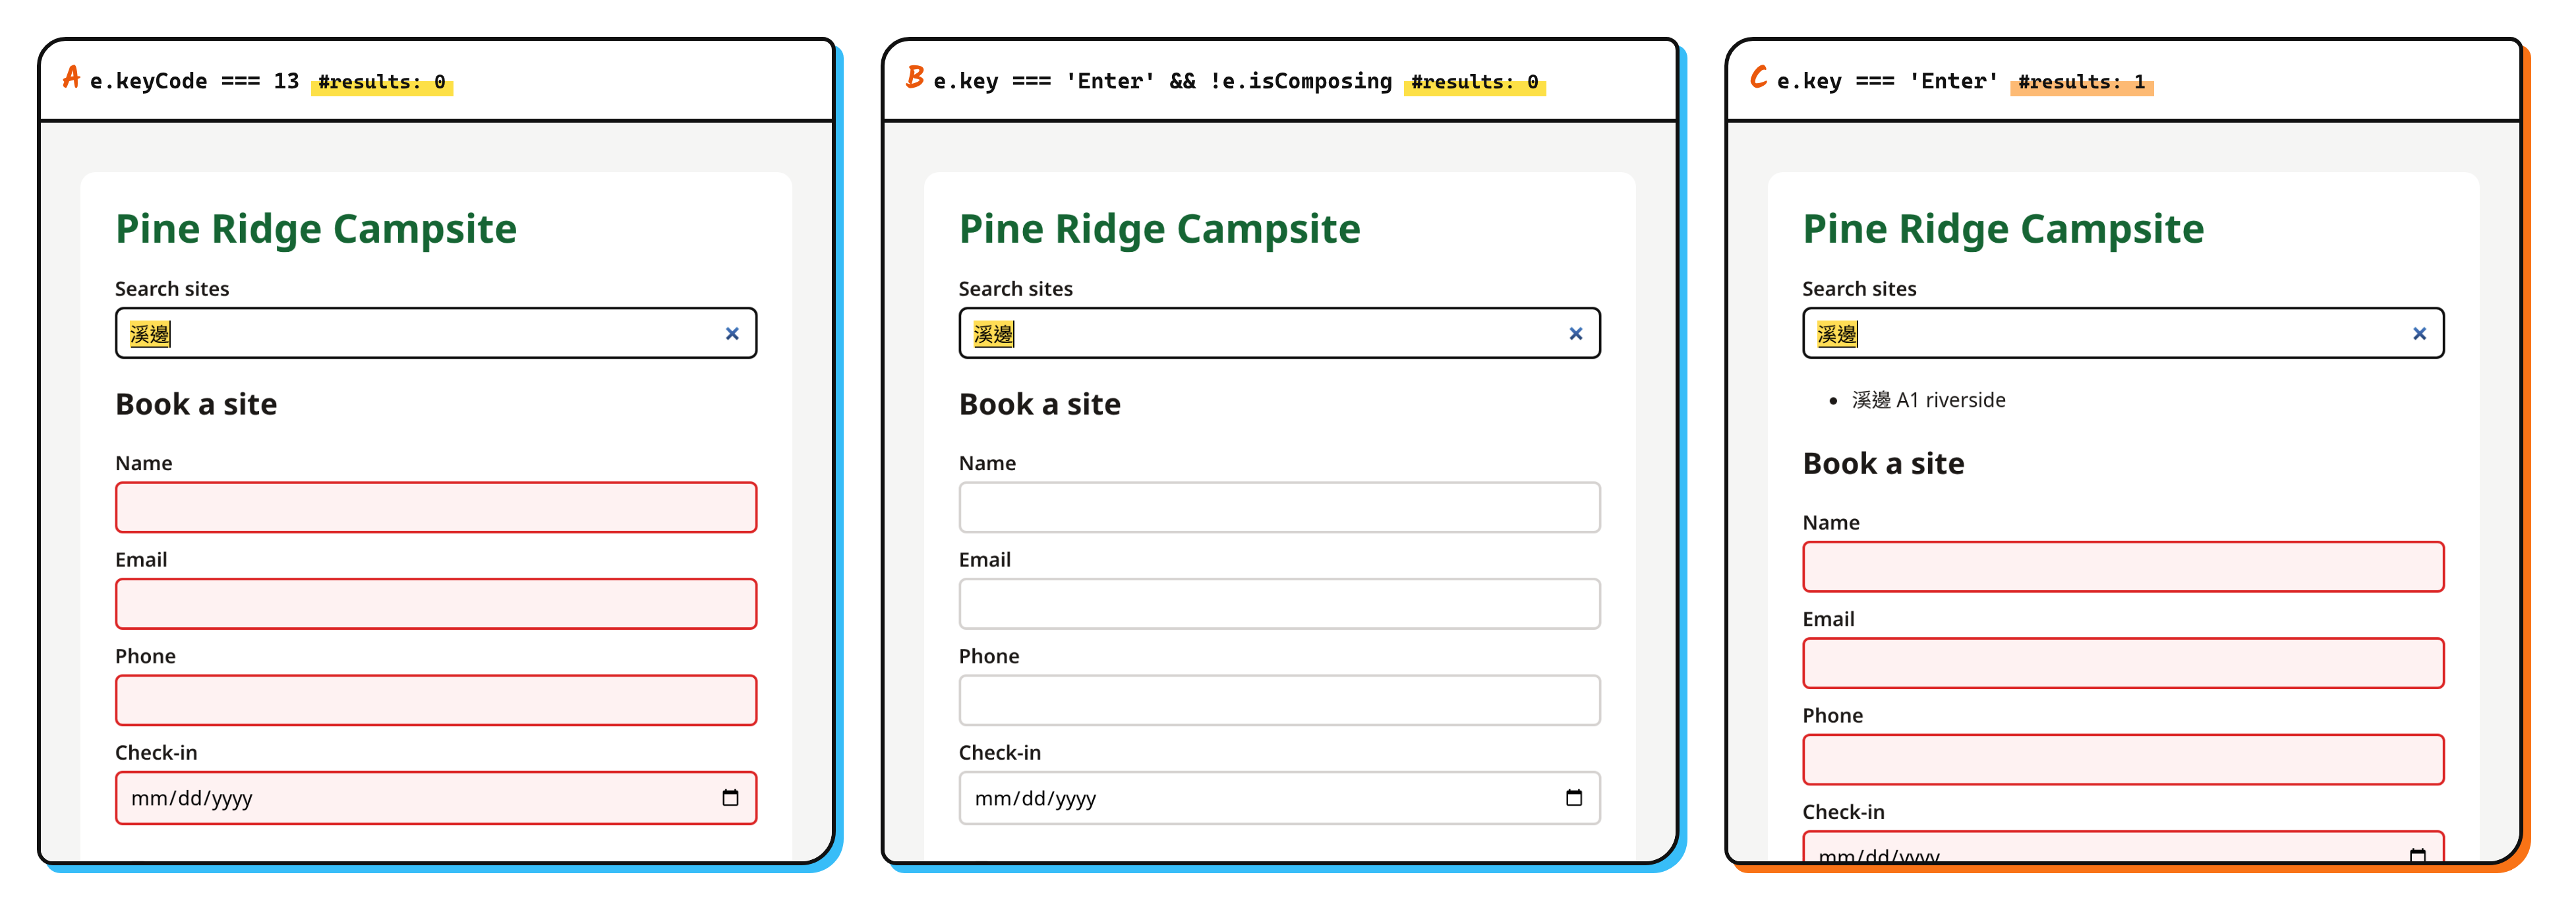 A e.keyCode === 13 #results: 0
Pine Ridge Campsite
Search sites
溪邊
Book a site
Name
Email
Phone
Check-in
mm/dd/yyyy
B e.key === 'Enter' && !e.isComposing #results: 0
Pine Ridge Campsite
Search sites
溪邊
Book a site
Name
Email
Phone
Check-in
mm/dd/yyyy
C e.key === 'Enter' #results: 1
Pine Ridge Campsite
Search sites
溪邊
溪邊 A1 riverside
Book a site
Name
Email
Phone
Check-in
mm/dd/yyyy